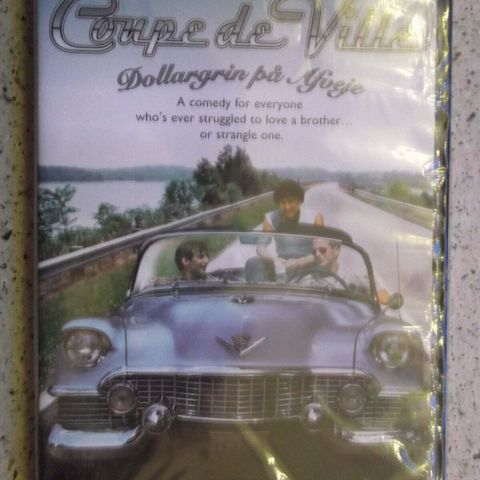 Coupe de Ville
Dollargrin på Afveje
A comedy for everyone
who's ever struggled to love a brother...
or strangle one.